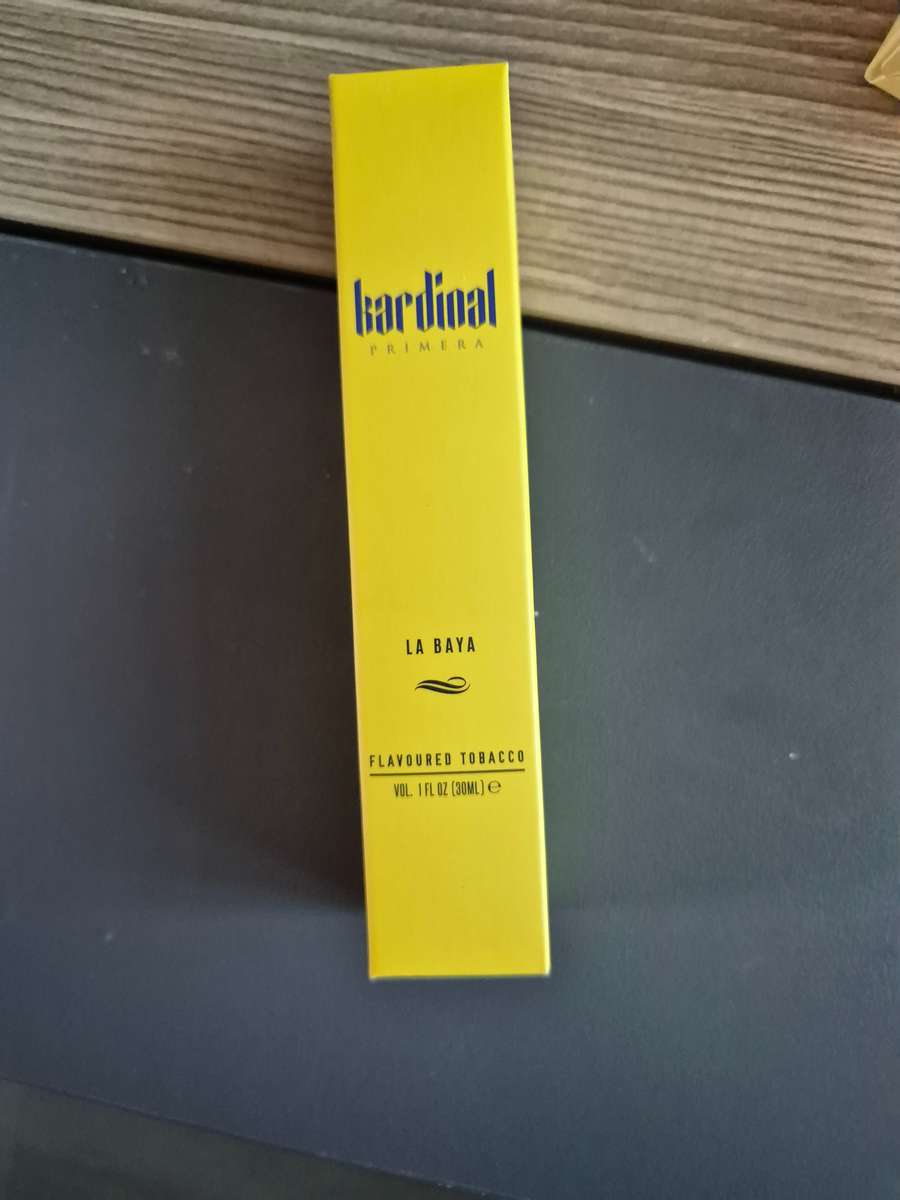 kardinal
PRIMERA
LA BAYA
FLAVOURED TOBACCO
VOL. 1 FL OZ (30ML) ℮